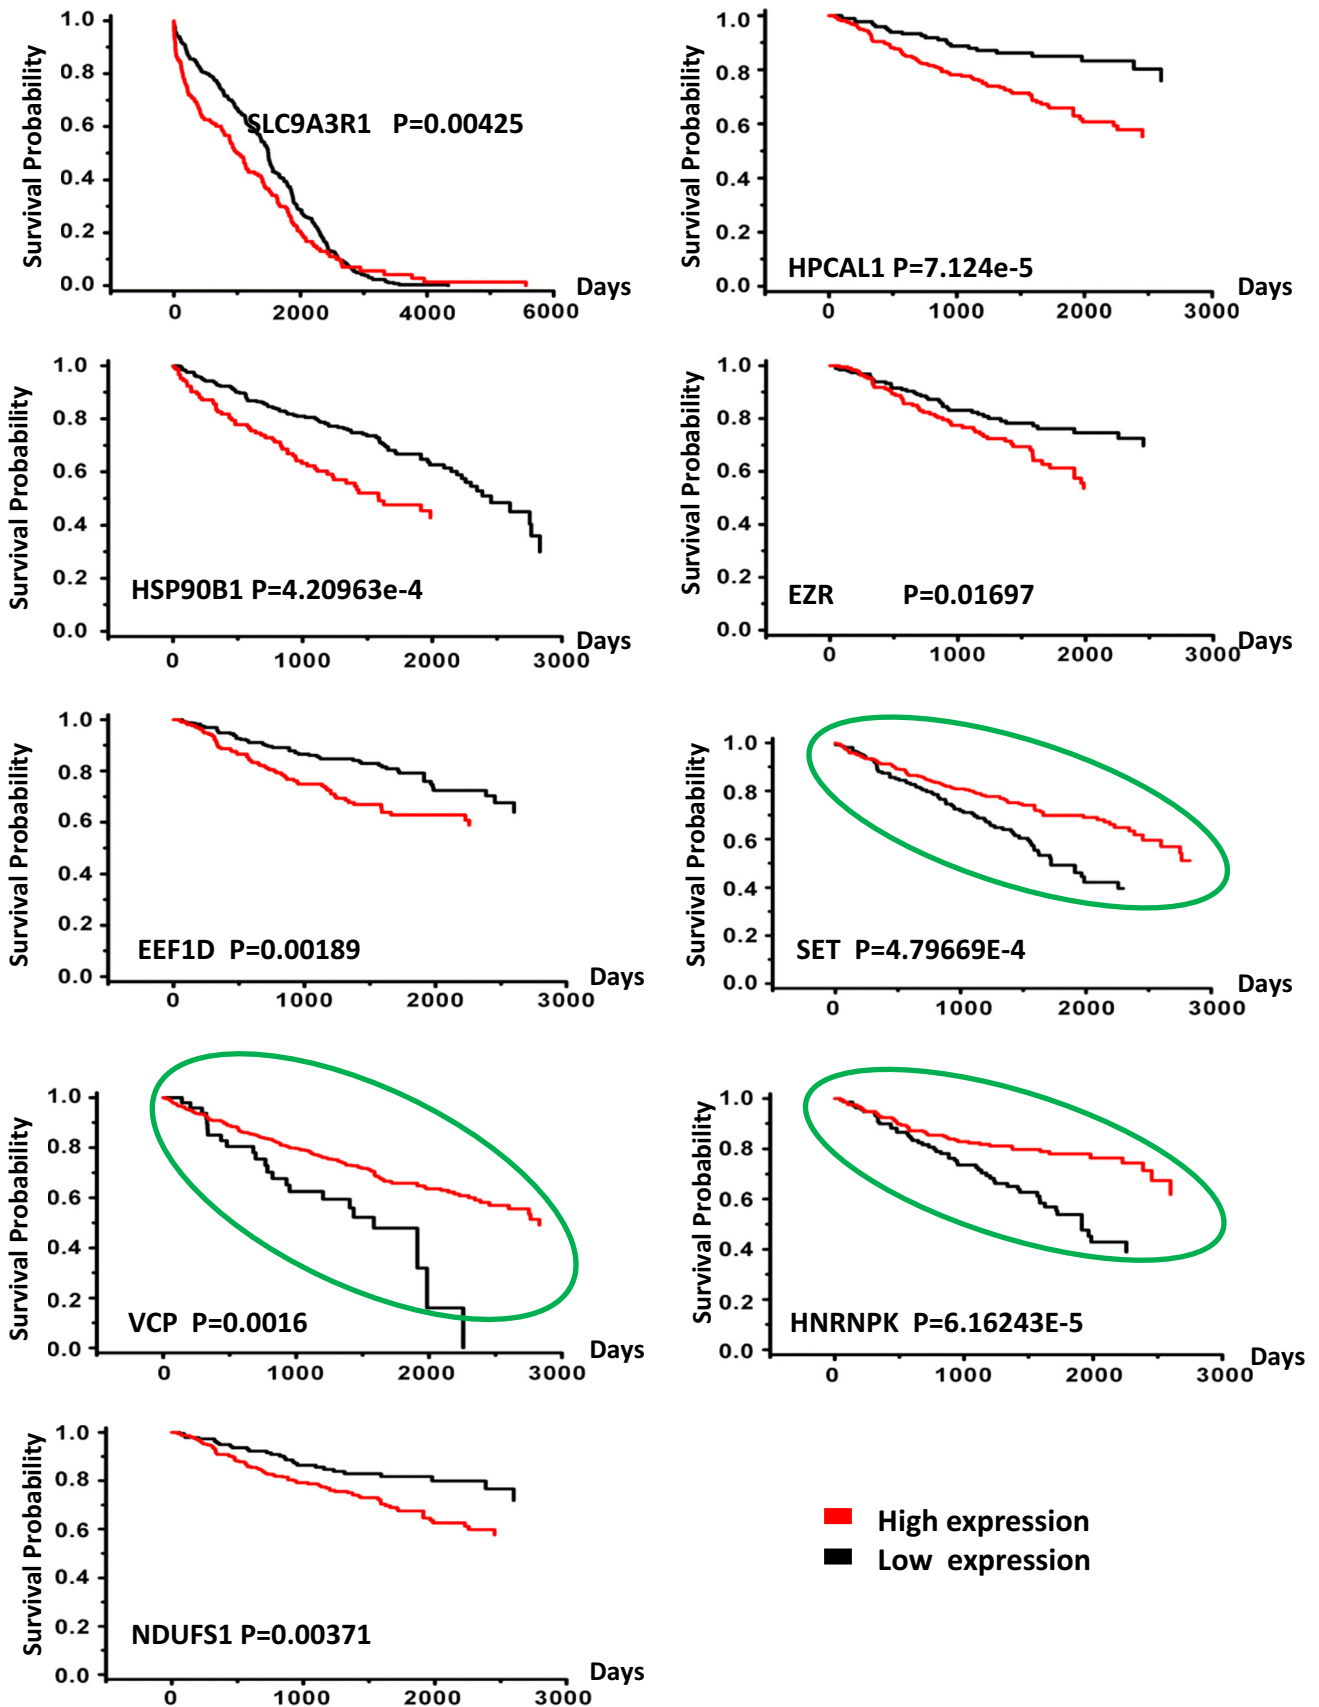 Survival Probability
1.0
0.8
0.6
0.4
0.2
0.0
SLC9A3R1 P=0.00425
0 2000 4000 6000
Days
Survival Probability
1.0
0.8
0.6
0.4
0.2
0.0
HPCAL1 P=7.124e-5
0 1000 2000 3000
Days
Survival Probability
1.0
0.8
0.6
0.4
0.2
0.0
HSP90B1 P=4.20963e-4
0 1000 2000 3000
Days
Survival Probability
1.0
0.8
0.6
0.4
0.2
0.0
EZR P=0.01697
0 1000 2000 3000
Days
Survival Probability
1.0
0.8
0.6
0.4
0.2
0.0
EEF1D P=0.00189
0 1000 2000 3000
Days
Survival Probability
1.0
0.8
0.6
0.4
0.2
0.0
SET P=4.79669E-4
0 1000 2000 3000
Days
Survival Probability
1.0
0.8
0.6
0.4
0.2
0.0
VCP P=0.0016
0 1000 2000 3000
Days
Survival Probability
1.0
0.8
0.6
0.4
0.2
0.0
HNRNPK P=6.16243E-5
0 1000 2000 3000
Days
Survival Probability
1.0
0.8
0.6
0.4
0.2
0.0
NDUFS1 P=0.00371
0 1000 2000 3000
Days
High expression
Low expression